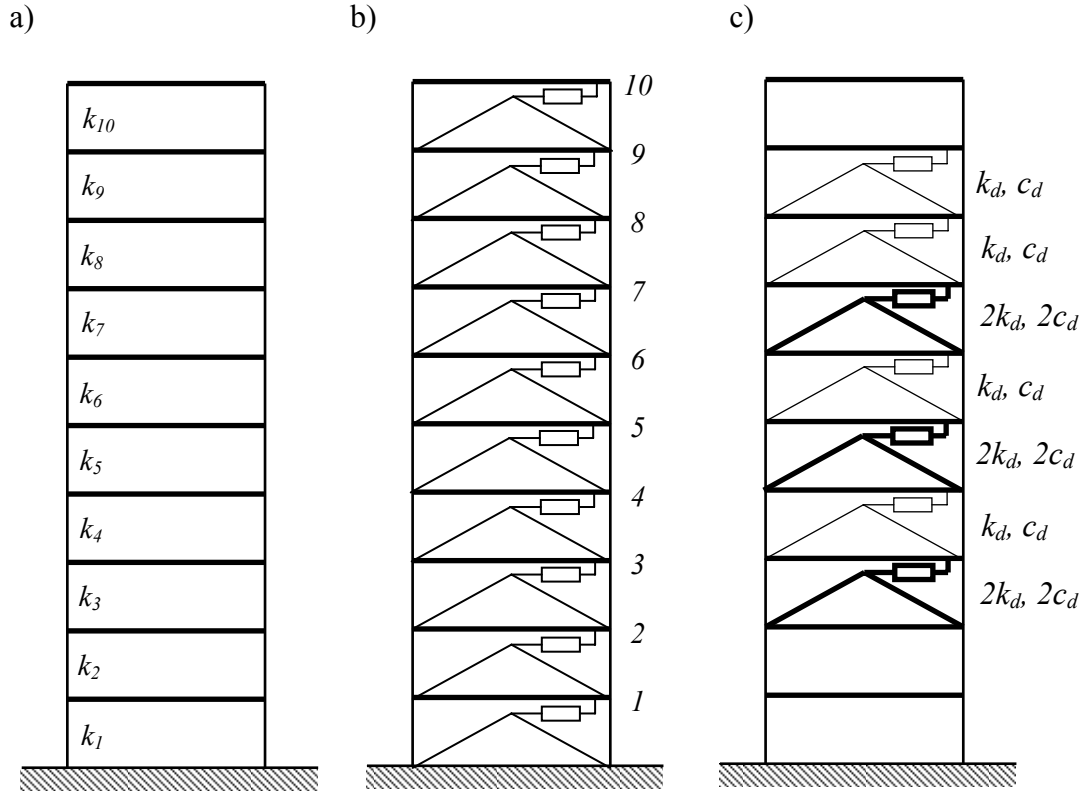 a)
k10
k9
k8
k7
k6
k5
k4
k3
k2
k1
b)
10
9
8
7
6
5
4
3
2
1
c)
kd, cd
kd, cd
2kd, 2cd
kd, cd
2kd, 2cd
kd, cd
2kd, 2cd